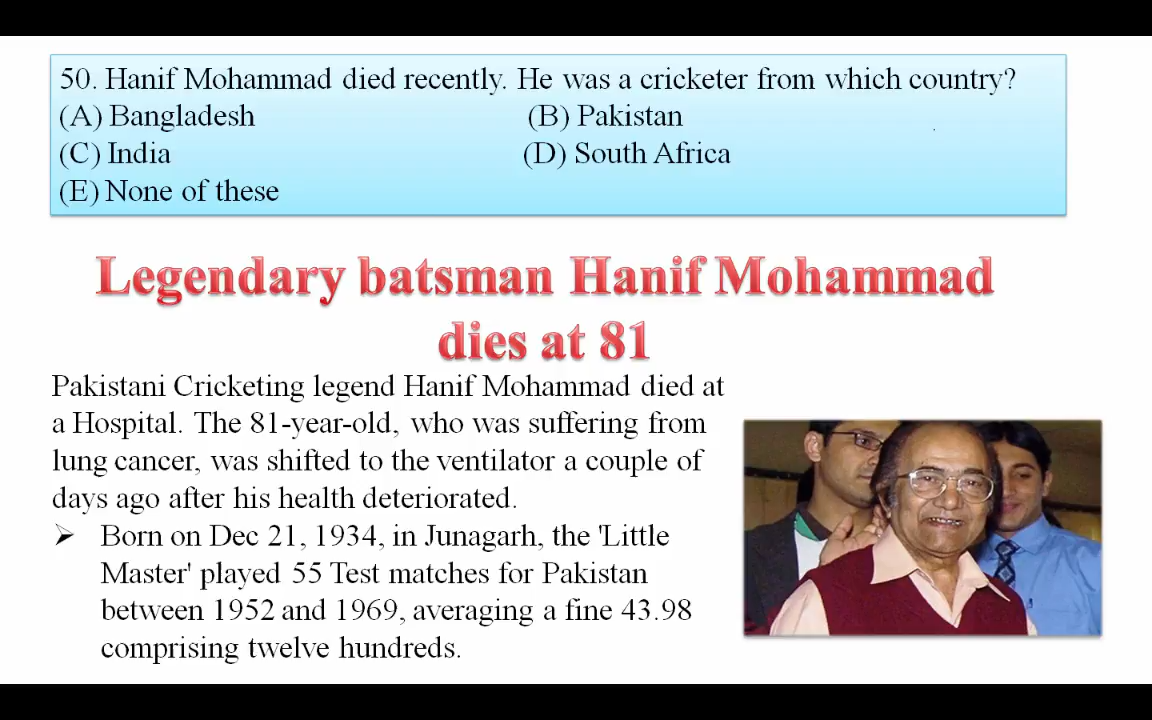 50. Hanif Mohammad died recently. He was a cricketer from which country?
(A) Bangladesh (B) Pakistan
(C) India (D) South Africa
(E) None of these
Legendary batsman Hanif Mohammad
dies at 81
Pakistani Cricketing legend Hanif Mohammad died at
a Hospital. The 81-year-old, who was suffering from
lung cancer, was shifted to the ventilator a couple of
days ago after his health deteriorated.
➢ Born on Dec 21, 1934, in Junagarh, the 'Little
Master' played 55 Test matches for Pakistan
between 1952 and 1969, averaging a fine 43.98
comprising twelve hundreds.